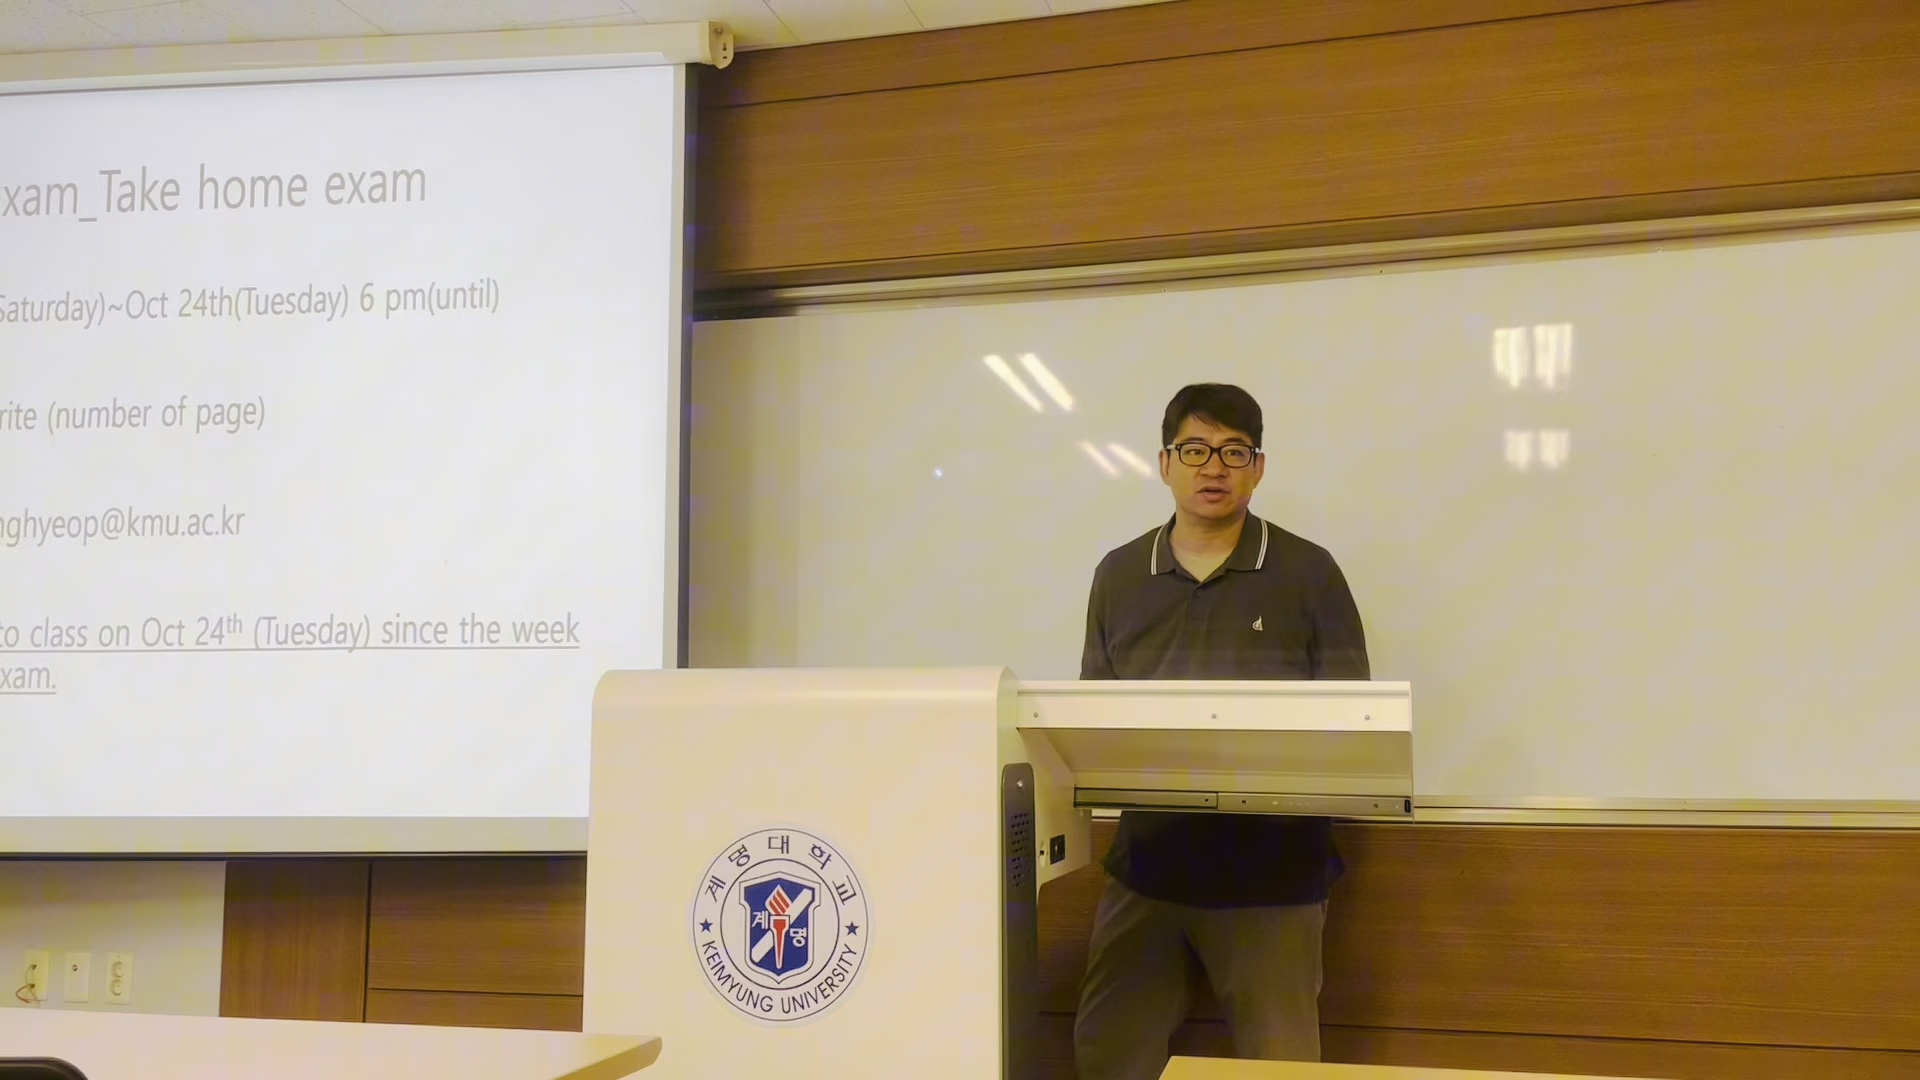 xam_Take home exam
Saturday)~Oct 24th(Tuesday) 6 pm(until)
rite (number of page)
ghyeop@kmu.ac.kr
to class on Oct 24th (Tuesday) since the week
xam.
계명대학교
계명
KEIMYUNG UNIVERSITY